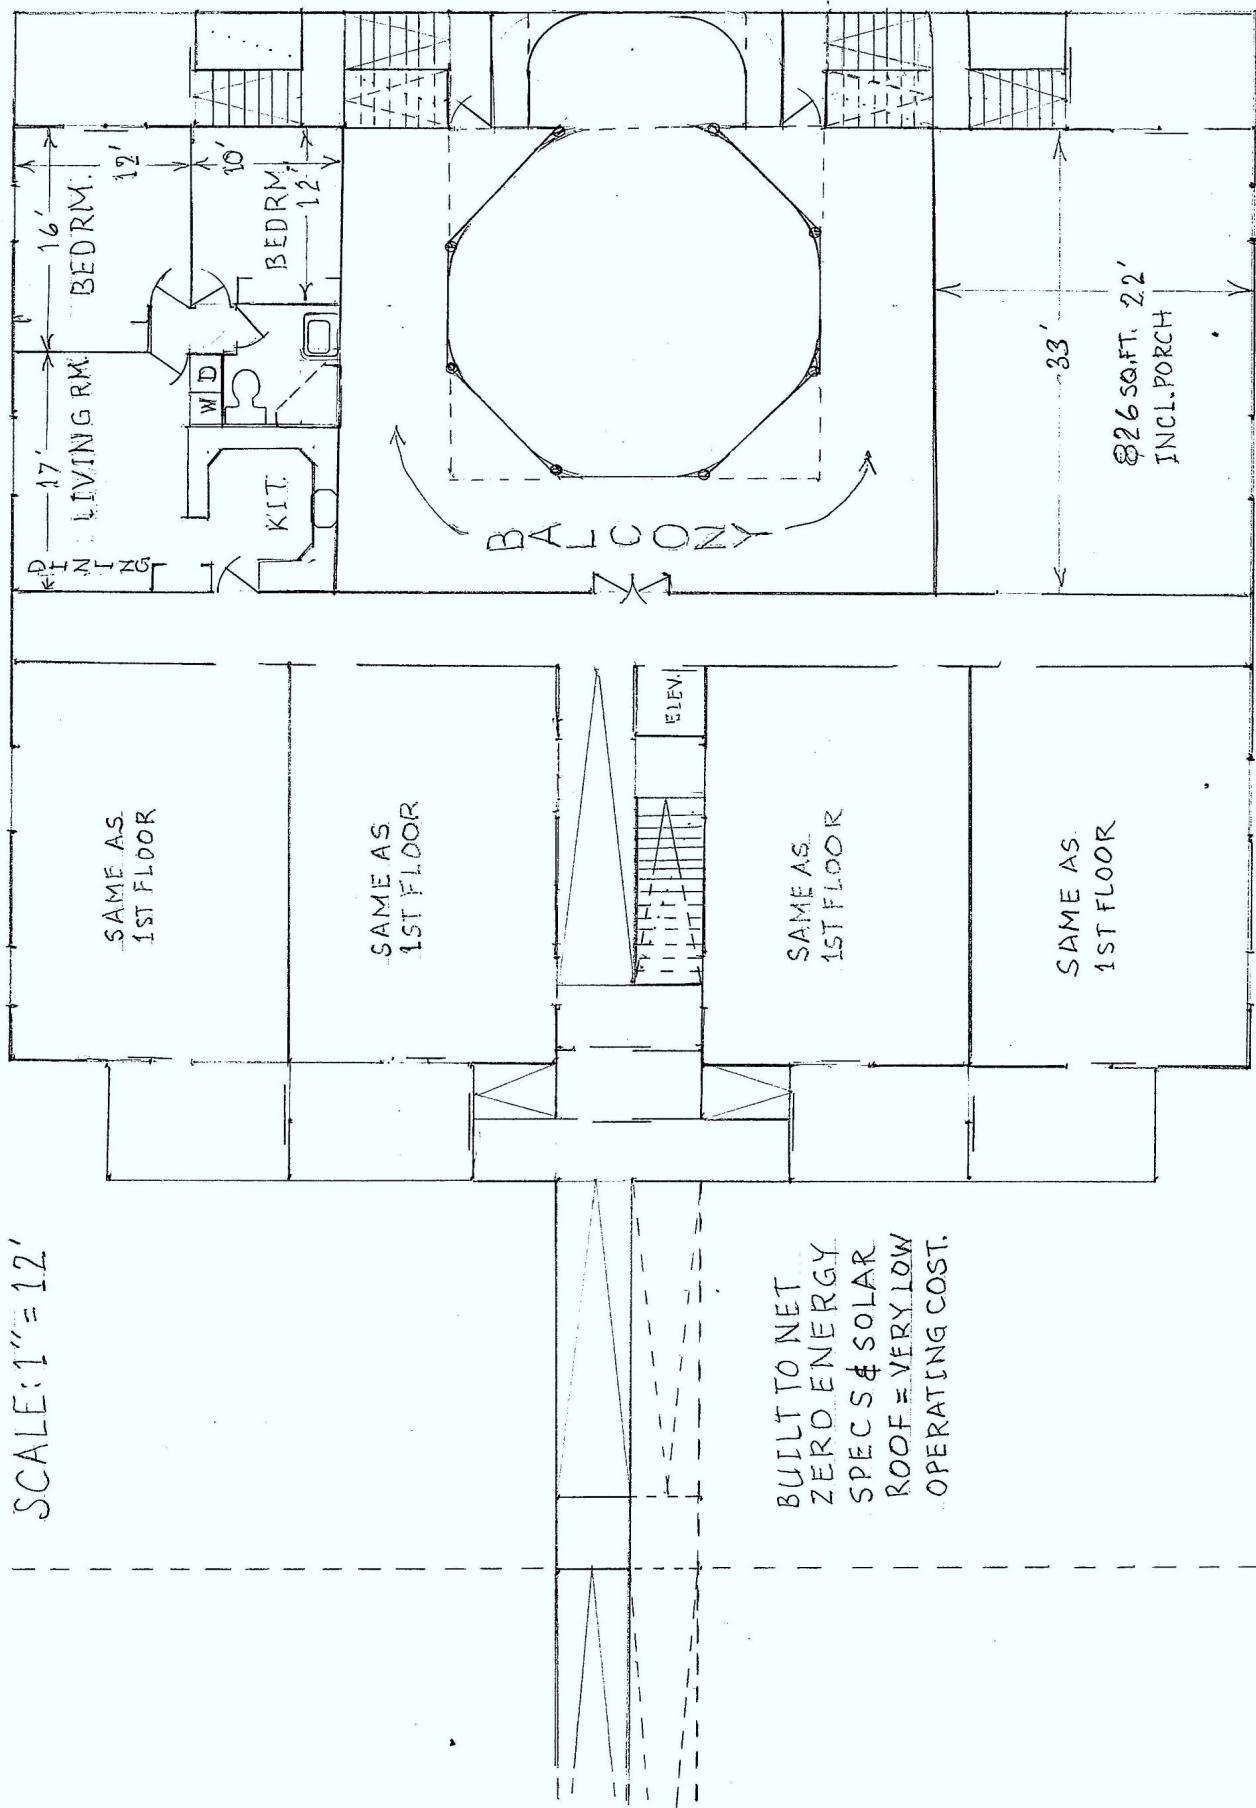 SCALE: 1" = 12'
SAME AS
1ST FLOOR
SAME AS
1ST FLOOR
SAME AS
1ST FLOOR
SAME AS
1ST FLOOR
ELEV.
17'
16'
DINING
LIVING RM.
BEDRM.
12'
W D
10'
KIT.
BEDRM.
12'
BALCONY
33'
826 SQ.FT. 22'
INCL. PORCH
BUILT TO NET
ZERO ENERGY
SPECS & SOLAR
ROOF = VERY LOW
OPERATING COST.